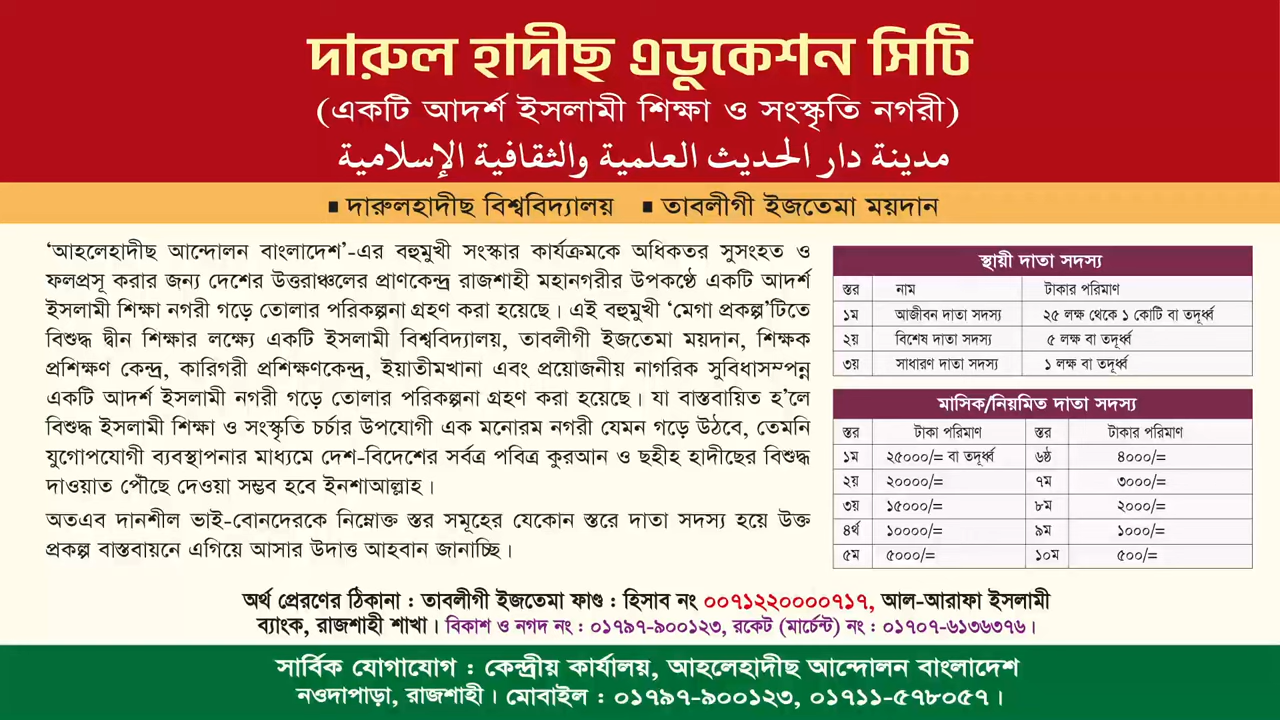 দারুল হাদীছ এডুকেশন সিটি
(একটি আদর্শ ইসলামী শিক্ষা ও সংস্কৃতি নগরী)
مدينة دار الحديث العلمية والثقافية الإسلامية
■ দারুলহাদীছ বিশ্ববিদ্যালয় ■ তাবলীগী ইজতেমা ময়দান
‘আহলেহাদীছ আন্দোলন বাংলাদেশ’-এর বহুমুখী সংস্কার কার্যক্রমকে অধিকতর সুসংহত ও
ফলপ্রসূ করার জন্য দেশের উত্তরাঞ্চলের প্রাণকেন্দ্র রাজশাহী মহানগরীর উপকণ্ঠে একটি আদর্শ
ইসলামী শিক্ষা নগরী গড়ে তোলার পরিকল্পনা গ্রহণ করা হয়েছে। এই বহুমুখী ‘মেগা প্রকল্প’টিতে
বিশুদ্ধ দ্বীন শিক্ষার লক্ষ্যে একটি ইসলামী বিশ্ববিদ্যালয়, তাবলীগী ইজতেমা ময়দান, শিক্ষক
প্রশিক্ষণ কেন্দ্র, কারিগরী প্রশিক্ষণকেন্দ্র, ইয়াতীমখানা এবং প্রয়োজনীয় নাগরিক সুবিধাসম্পন্ন
একটি আদর্শ ইসলামী নগরী গড়ে তোলার পরিকল্পনা গ্রহণ করা হয়েছে। যা বাস্তবায়িত হ’লে
বিশুদ্ধ ইসলামী শিক্ষা ও সংস্কৃতি চর্চার উপযোগী এক মনোরম নগরী যেমন গড়ে উঠবে, তেমনি
যুগোপযোগী ব্যবস্থাপনার মাধ্যমে দেশ-বিদেশের সর্বত্র পবিত্র কুরআন ও ছহীহ হাদীছের বিশুদ্ধ
দাওয়াত পৌঁছে দেওয়া সম্ভব হবে ইনশাআল্লাহ।
অতএব দানশীল ভাই-বোনদেরকে নিম্নোক্ত স্তর সমূহের যেকোন স্তরে দাতা সদস্য হয়ে উক্ত
প্রকল্প বাস্তবায়নে এগিয়ে আসার উদাত্ত আহবান জানাচ্ছি।
স্থায়ী দাতা সদস্য
স্তর নাম টাকার পরিমাণ
১ম আজীবন দাতা সদস্য ২৫ লক্ষ থেকে ১ কোটি বা তদূর্ধ্ব
২য় বিশেষ দাতা সদস্য ৫ লক্ষ বা তদূর্ধ্ব
৩য় সাধারণ দাতা সদস্য ১ লক্ষ বা তদূর্ধ্ব
মাসিক/নিয়মিত দাতা সদস্য
স্তর টাকা পরিমাণ স্তর টাকার পরিমাণ
১ম ২৫০০০/= বা তদূর্ধ্ব ৬ষ্ঠ ৪০০০/=
২য় ২০০০০/= ৭ম ৩০০০/=
৩য় ১৫০০০/= ৮ম ২০০০/=
৪র্থ ১০০০০/= ৯ম ১০০০/=
৫ম ৫০০০/= ১০ম ৫০০/=
অর্থ প্রেরণের ঠিকানা : তাবলীগী ইজতেমা ফাণ্ড : হিসাব নং ০০৭১২২০০০০৭১৭, আল-আরাফা ইসলামী
ব্যাংক, রাজশাহী শাখা। বিকাশ ও নগদ নং : ০১৭৯৭-৯০০১২৩, রকেট (মার্চেন্ট) নং : ০১৭০৭-৬১৩৬৩৭৬।
সার্বিক যোগাযোগ : কেন্দ্রীয় কার্যালয়, আহলেহাদীছ আন্দোলন বাংলাদেশ
নওদাপাড়া, রাজশাহী। মোবাইল : ০১৭৯৭-৯০০১২৩, ০১৭১১-৫৭৮০৫৭।